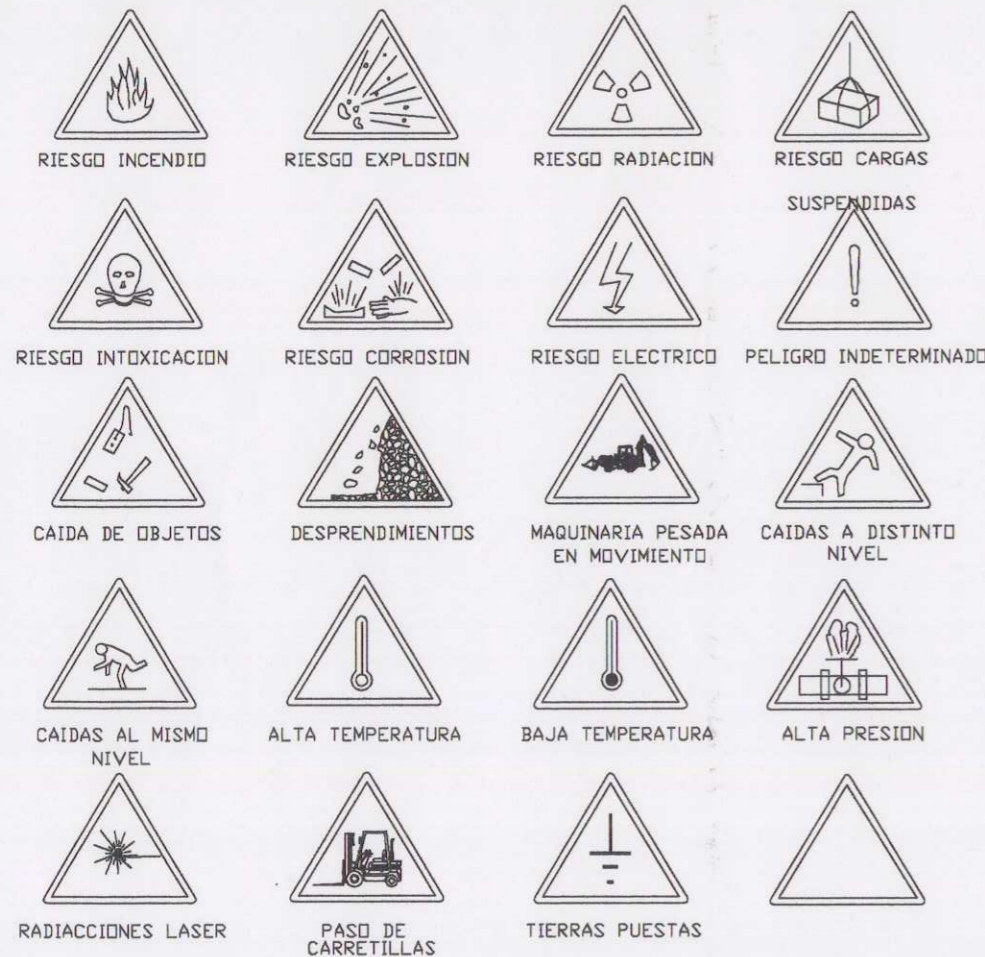 RIESGO INCENDIO
RIESGO EXPLOSION
RIESGO RADIACION
RIESGO CARGAS
SUSPENDIDAS
RIESGO INTOXICACION
RIESGO CORROSION
RIESGO ELECTRICO
PELIGRO INDETERMINADO
CAIDA DE OBJETOS
DESPRENDIMIENTOS
MAQUINARIA PESADA
EN MOVIMIENTO
CAIDAS A DISTINTO
NIVEL
CAIDAS AL MISMO
NIVEL
ALTA TEMPERATURA
BAJA TEMPERATURA
ALTA PRESION
RADIACCIONES LASER
PASO DE
CARRETILLAS
TIERRAS PUESTAS